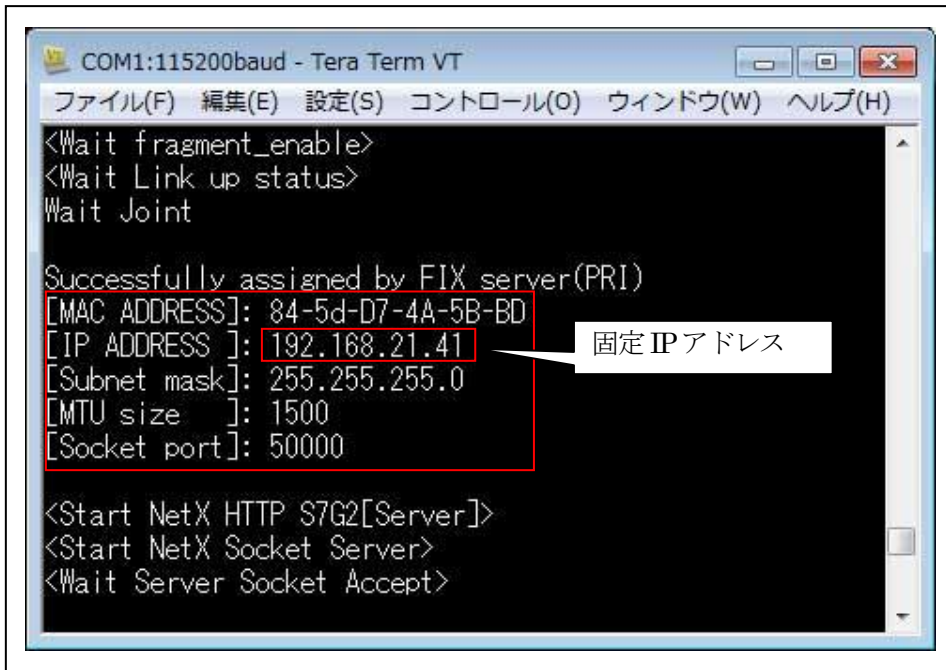 COM1:115200baud - Tera Term VT
ファイル(F) 編集(E) 設定(S) コントロール(O) ウィンドウ(W) ヘルプ(H)
<Wait fragment_enable>
<Wait Link up status>
Wait Joint
Successfully assigned by FIX server(PRI)
[MAC ADDRESS]: 84-5d-D7-4A-5B-BD
[IP ADDRESS ]: 192.168.21.41
固定IPアドレス
[Subnet mask]: 255.255.255.0
[MTU size   ]: 1500
[Socket port]: 50000
<Start NetX HTTP S7G2[Server]>
<Start NetX Socket Server>
<Wait Server Socket Accept>